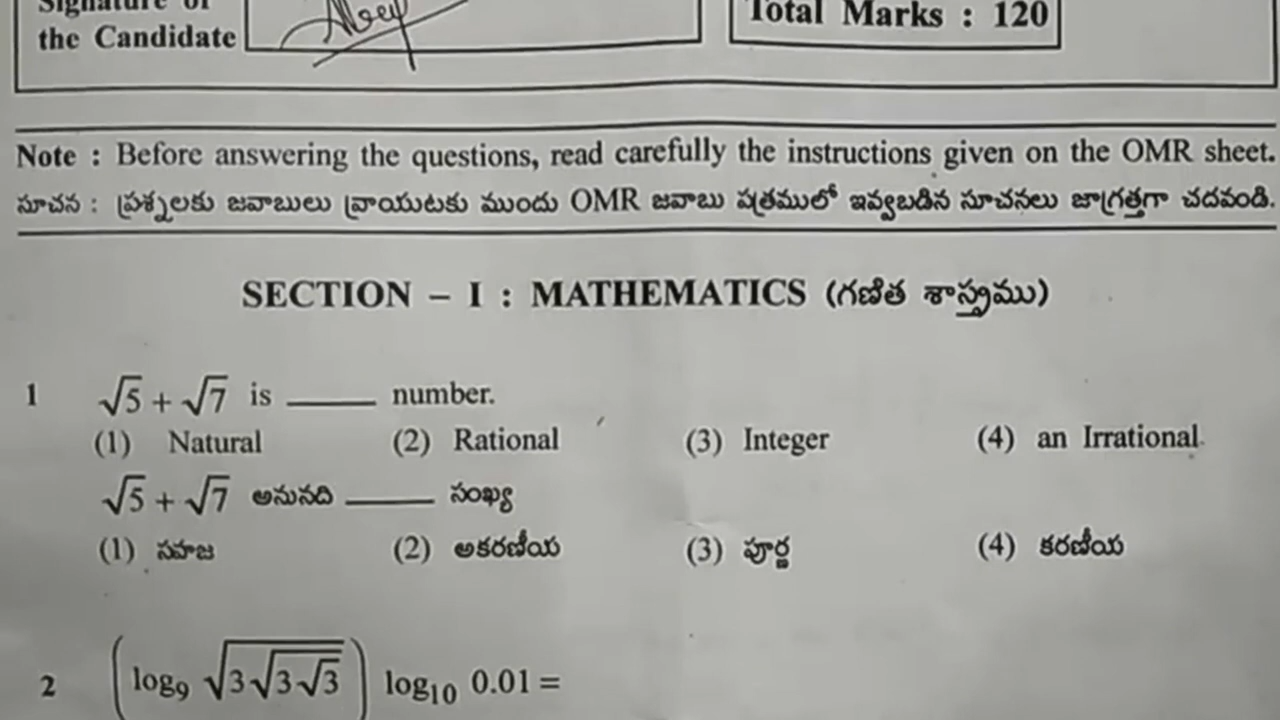 Signature of
the Candidate
Total Marks : 120
Note : Before answering the questions, read carefully the instructions given on the OMR sheet.
సూచన : ప్రశ్నలకు జవాబులు వ్రాయుటకు ముందు OMR జవాబు పత్రములో ఇవ్వబడిన సూచనలు జాగ్రత్తగా చదవండి.
SECTION – I : MATHEMATICS (గణిత శాస్త్రము)
1 √5 + √7 is ______ number.
(1) Natural (2) Rational (3) Integer (4) an Irrational
√5 + √7 అనునది ______ సంఖ్య
(1) సహజ (2) అకరణీయ (3) పూర్ణ (4) కరణీయ
2 (log₉ √(3√(3√3))) log₁₀ 0.01 =